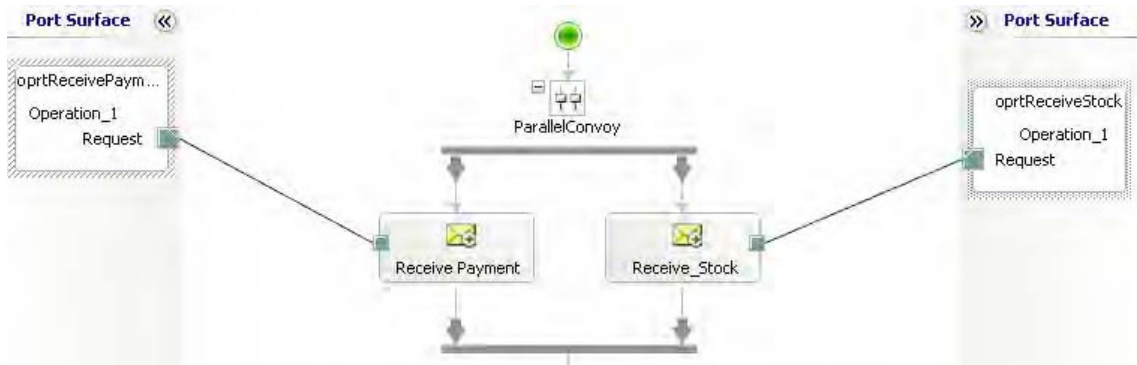 Port Surface
Port Surface
oprtReceivePaym...
Operation_1
Request
ParallelConvoy
oprtReceiveStock
Operation_1
Request
Receive Payment
Receive_Stock